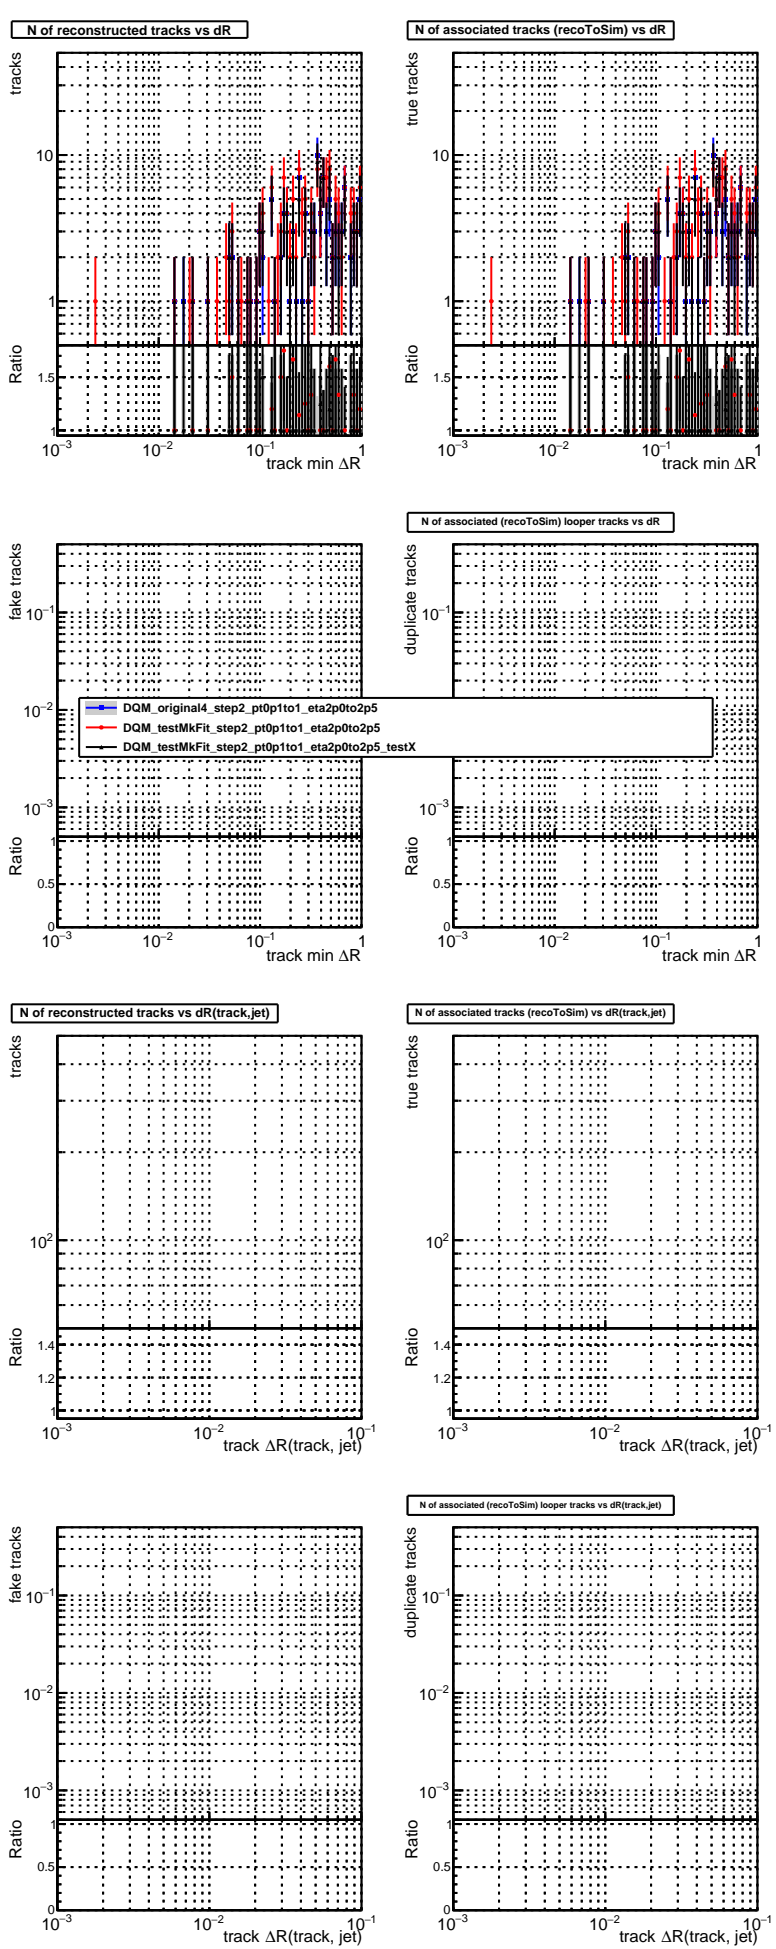 N of reconstructed tracks vs dR
N of associated tracks (recoToSim) vs dR
tracks
true tracks
10
10
1
1
Ratio
Ratio
1.5
1.5
1
1
10−3
10−2
10−1
1
10−3
10−2
10−1
1
track min ΔR
track min ΔR
N of associated (recoToSim) looper tracks vs dR
fake tracks
duplicate tracks
10−1
10−1
10−2
10−2
DQM_original4_step2_pt0p1to1_eta2p0to2p5
DQM_testMkFit_step2_pt0p1to1_eta2p0to2p5
DQM_testMkFit_step2_pt0p1to1_eta2p0to2p5_testX
10−3
10−3
Ratio
Ratio
1
1
0.5
0.5
0
0
10−3
10−2
10−1
1
10−3
10−2
10−1
1
track min ΔR
track min ΔR
N of reconstructed tracks vs dR(track,jet)
N of associated tracks (recoToSim) vs dR(track,jet)
tracks
true tracks
102
102
Ratio
Ratio
1.4
1.4
1.2
1.2
1
1
10−3
10−2
10−1
10−3
10−2
10−1
track ΔR(track, jet)
track ΔR(track, jet)
N of associated (recoToSim) looper tracks vs dR(track,jet)
fake tracks
duplicate tracks
10−1
10−1
10−2
10−2
10−3
10−3
Ratio
Ratio
1
1
0.5
0.5
0
0
10−3
10−2
10−1
10−3
10−2
10−1
track ΔR(track, jet)
track ΔR(track, jet)